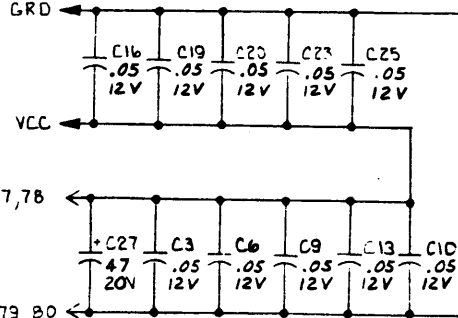 GRD
C16 C19 C20 C23 C25
.05 .05 .05 .05 .05
12V 12V 12V 12V 12V
VCC
7,78
+ C27 C3 C6 C9 C13 C10
47 .05 .05 .05 .05 .05
20V 12V 12V 12V 12V 12V
79 80